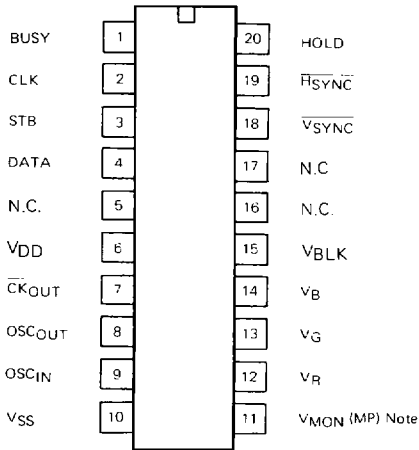 BUSY 1 20 HOLD
CLK 2 19 HSYNC
STB 3 18 VSYNC
DATA 4 17 N.C
N.C. 5 16 N.C.
VDD 6 15 VBLK
CKOUT 7 14 VB
OSCOUT 8 13 VG
OSCIN 9 12 VR
VSS 10 11 VMON (MP) Note